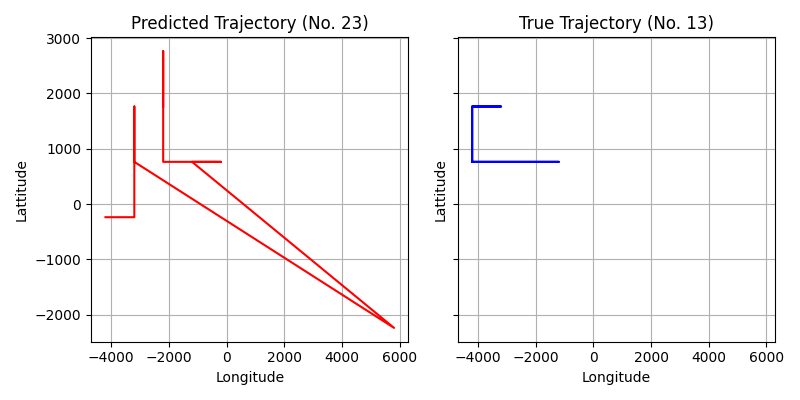 Predicted Trajectory (No. 23)
3000
2000
1000
0
−1000
−2000
Lattitude
−4000 −2000 0 2000 4000 6000
Longitude
True Trajectory (No. 13)
Lattitude
−4000 −2000 0 2000 4000 6000
Longitude